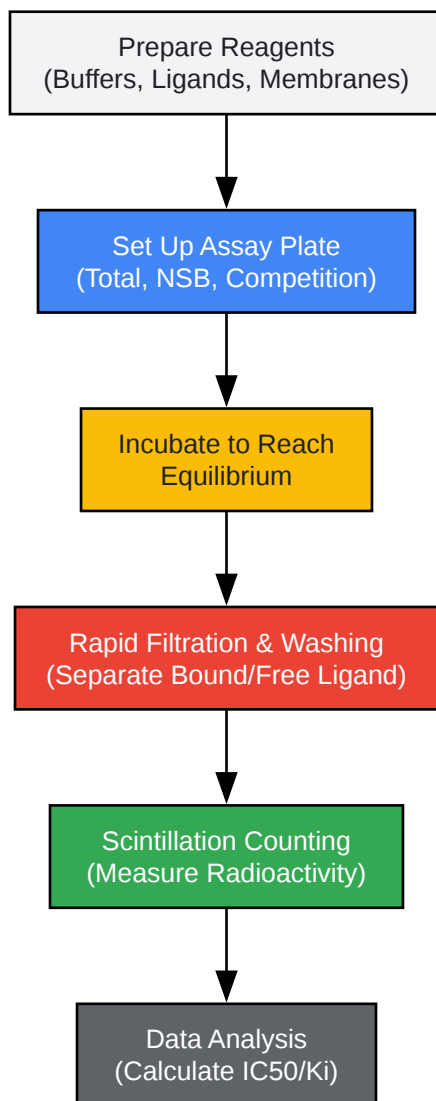 Prepare Reagents
(Buffers, Ligands, Membranes)
Set Up Assay Plate
(Total, NSB, Competition)
Incubate to Reach
Equilibrium
Rapid Filtration & Washing
(Separate Bound/Free Ligand)
Scintillation Counting
(Measure Radioactivity)
Data Analysis
(Calculate IC50/Ki)